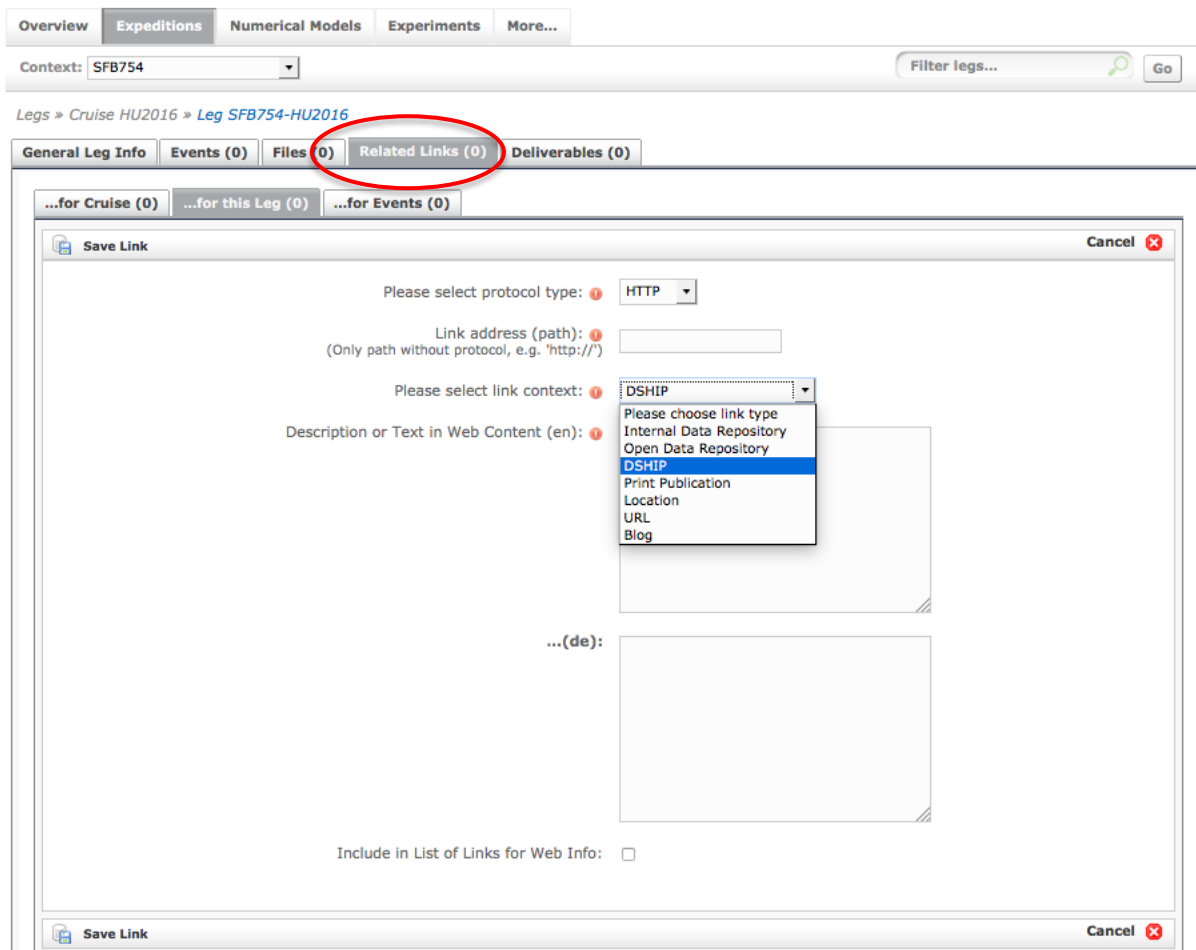 Overview Expeditions Numerical Models Experiments More...
Context: SFB754 Filter legs... Go
Legs » Cruise HU2016 » Leg SFB754-HU2016
General Leg Info Events (0) Files (0) Related Links (0) Deliverables (0)
...for Cruise (0) ...for this Leg (0) ...for Events (0)
Save Link Cancel
Please select protocol type: HTTP
Link address (path):
(Only path without protocol, e.g. 'http://')
Please select link context: DSHIP
Please choose link type
Description or Text in Web Content (en): Internal Data Repository
Open Data Repository
DSHIP
Print Publication
Location
URL
Blog
...(de):
Include in List of Links for Web Info:
Save Link Cancel